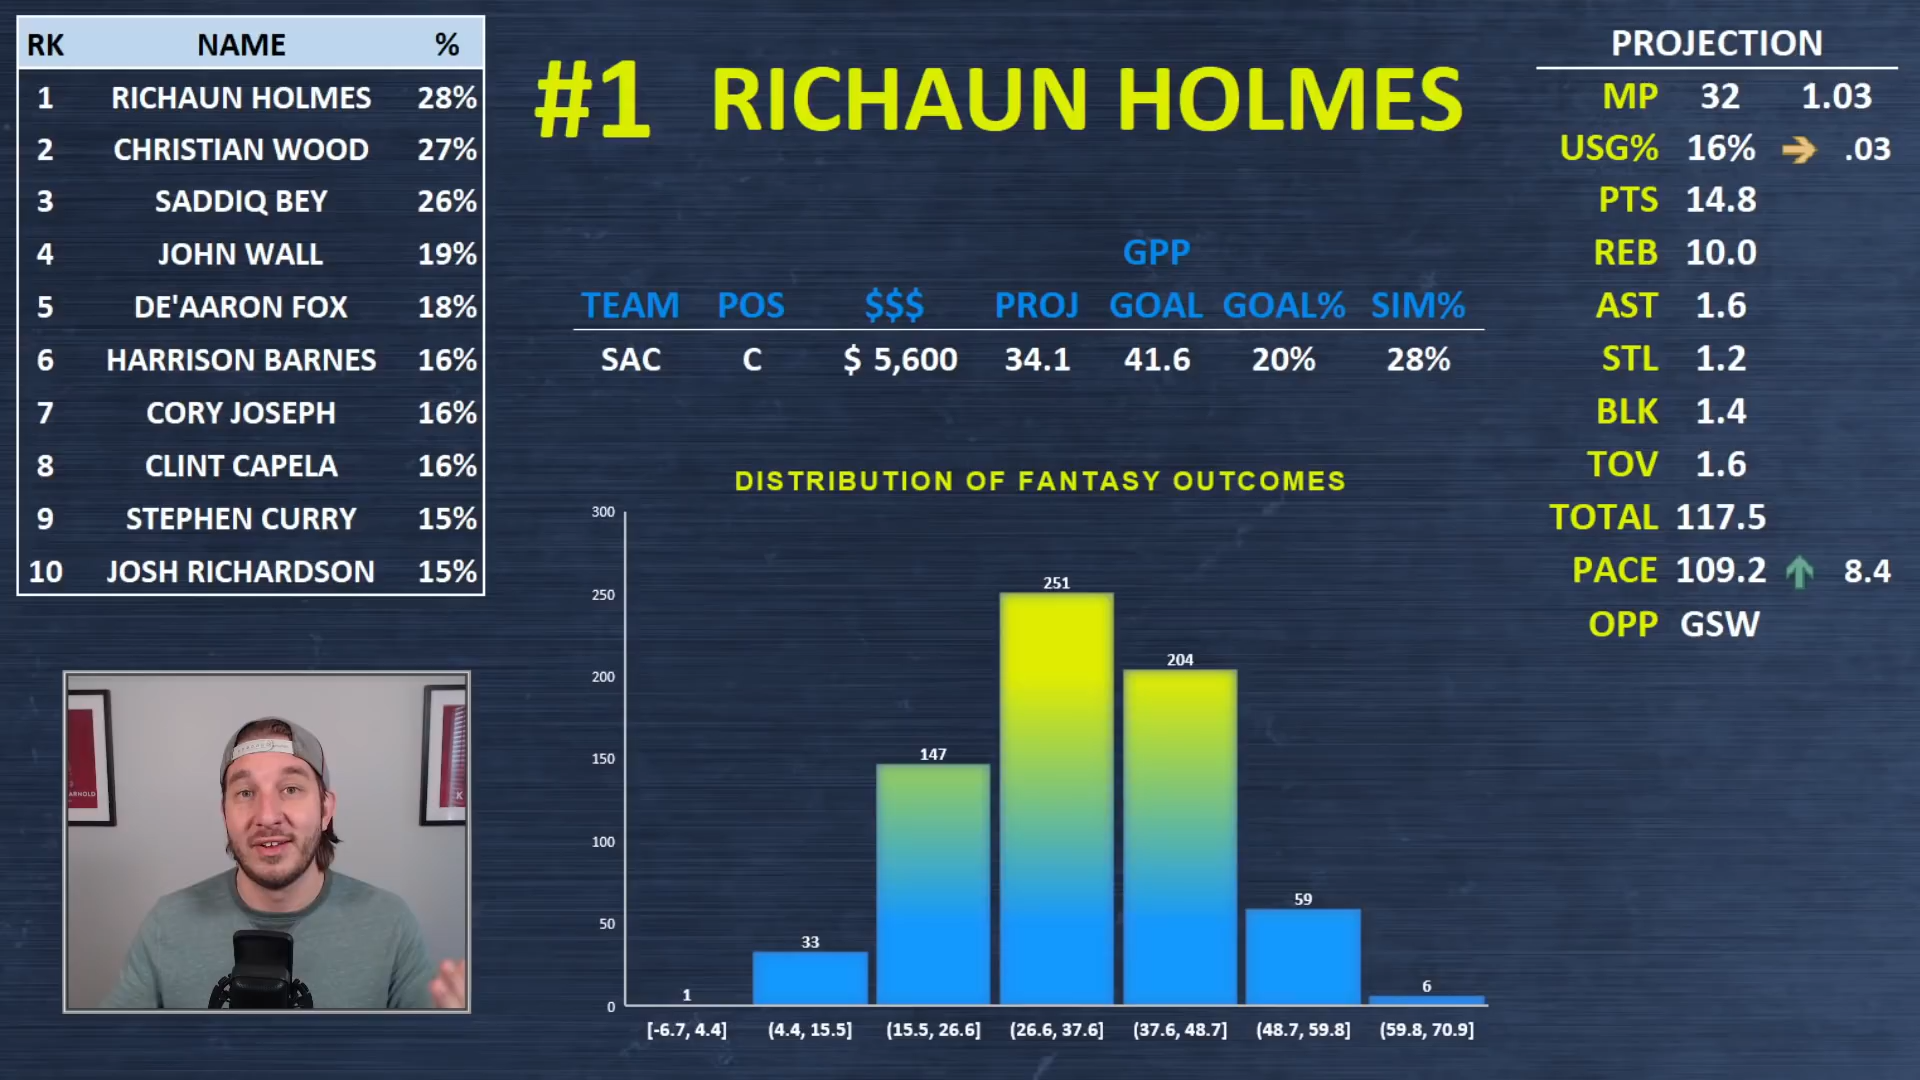 RK NAME %
1 RICHAUN HOLMES 28%
2 CHRISTIAN WOOD 27%
3 SADDIQ BEY 26%
4 JOHN WALL 19%
5 DE'AARON FOX 18%
6 HARRISON BARNES 16%
7 CORY JOSEPH 16%
8 CLINT CAPELA 16%
9 STEPHEN CURRY 15%
10 JOSH RICHARDSON 15%
#1 RICHAUN HOLMES
GPP
TEAM POS $$$ PROJ GOAL GOAL% SIM%
SAC C $ 5,600 34.1 41.6 20% 28%
DISTRIBUTION OF FANTASY OUTCOMES
300
250
200
150
100
50
0
1
33
147
251
204
59
6
[-6.7, 4.4] (4.4, 15.5] (15.5, 26.6] (26.6, 37.6] (37.6, 48.7] (48.7, 59.8] (59.8, 70.9]
PROJECTION
MP 32 1.03
USG% 16% .03
PTS 14.8
REB 10.0
AST 1.6
STL 1.2
BLK 1.4
TOV 1.6
TOTAL 117.5
PACE 109.2 8.4
OPP GSW
ARNOLD
K